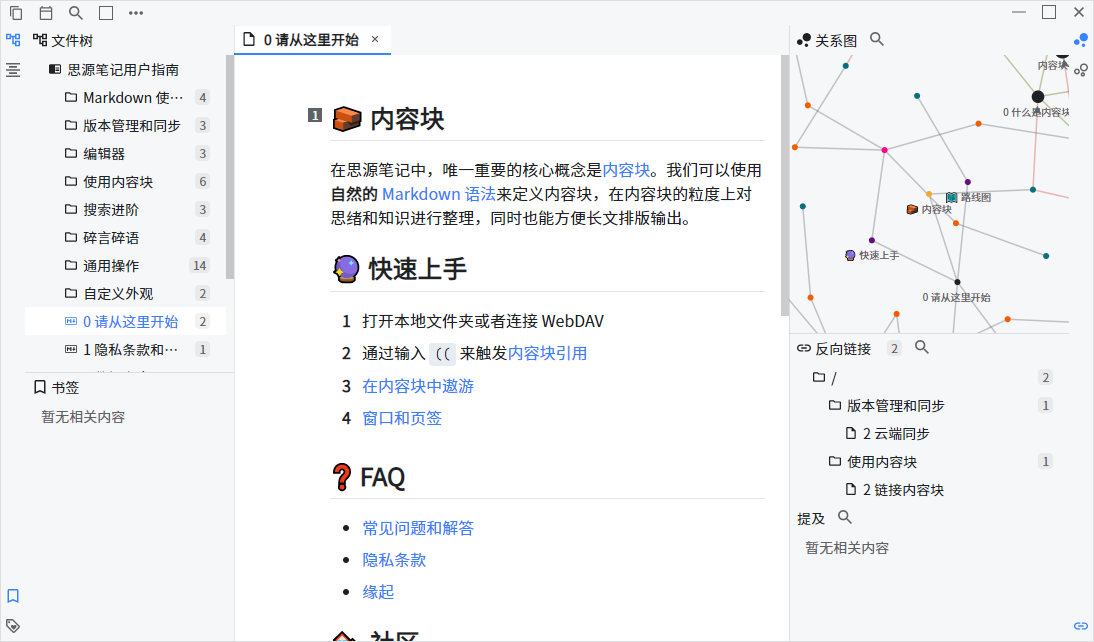 文件树
思源笔记用户指南
Markdown 使⋯ 4
版本管理和同步 3
编辑器 3
使用内容块 6
搜索进阶 3
碎言碎语 4
通用操作 14
自定义外观 2
0 请从这里开始 2
1 隐私条款和⋯ 1
书签
暂无相关内容
0 请从这里开始 ×
1
内容块
在思源笔记中，唯一重要的核心概念是内容块。我们可以使用
自然的 Markdown 语法来定义内容块，在内容块的粒度上对
思绪和知识进行整理，同时也能方便长文排版输出。
快速上手
1 打开本地文件夹或者连接 WebDAV
2 通过输入 (( 来触发内容块引用
3 在内容块中遨游
4 窗口和页签
FAQ
• 常见问题和解答
• 隐私条款
• 缘起
社区
关系图
内容块
0 什么是内容块
路线图
内容块
快速上手
0 请从这里开始
反向链接 2
/ 2
版本管理和同步 1
2 云端同步
使用内容块 1
2 链接内容块
提及
暂无相关内容